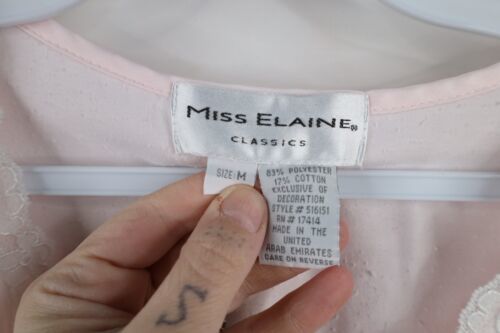 MISS ELAINE®
CLASSICS
SIZE M
83% POLYESTER
17% COTTON
EXCLUSIVE OF
DECORATION
STYLE # 516151
RN # 17414
MADE IN THE
UNITED
ARAB EMIRATES
CARE ON REVERSE